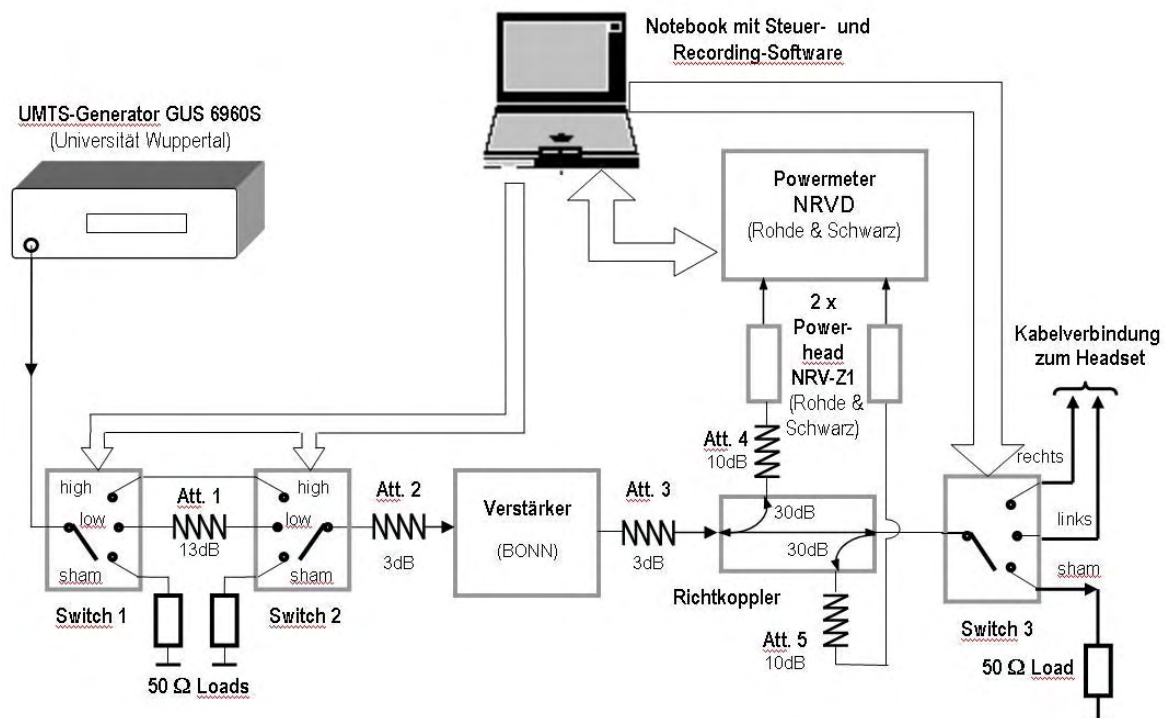 Notebook mit Steuer- und
Recording-Software
UMTS-Generator GUS 6960S
(Universität Wuppertal)
Powermeter
NRVD
(Rohde & Schwarz)
2 x
Power-
head
NRV-Z1
(Rohde &
Schwarz)
Kabelverbindung
zum Headset
Att. 4
10dB
rechts
links
sham
high
low
sham
Switch 1
Att. 1
13dB
high
low
sham
Switch 2
50 Ω Loads
Att. 2
3dB
Verstärker
(BONN)
Att. 3
3dB
30dB
30dB
Richtkoppler
Att. 5
10dB
Switch 3
50 Ω Load